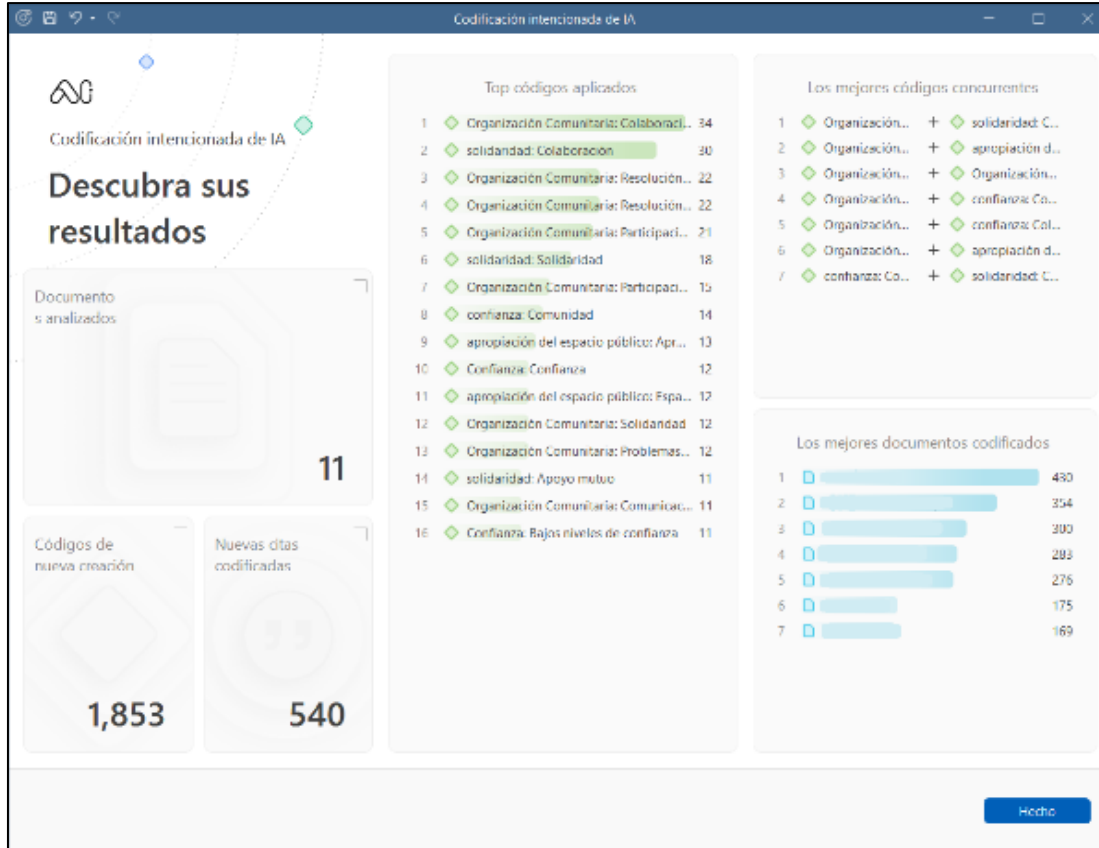 Codificación intencionada de IA
Codificación intencionada de IA
Descubra sus
resultados
Documento
s analizados
11
Códigos de
nueva creación
1,853
Nuevas citas
codificadas
540
Top códigos aplicados
1 Organización Comunitaria: Colaboraci... 34
2 solidaridad: Colaboración 30
3 Organización Comunitaria: Resolución... 22
4 Organización Comunitaria: Resolución... 22
5 Organización Comunitaria: Participaci... 21
6 solidaridad: Solidaridad 18
7 Organización Comunitaria: Participaci... 15
8 confianza: Comunidad 14
9 apropiación del espacio público: Apr... 13
10 Confianza: Confianza 12
11 apropiación del espacio público: Espa... 12
12 Organización Comunitaria: Solidaridad 12
13 Organización Comunitaria: Problemas... 12
14 solidaridad: Apoyo mutuo 11
15 Organización Comunitaria: Comunicac... 11
16 Confianza: Bajos niveles de confianza 11
Los mejores códigos concurrentes
1 Organización... + solidaridad: C...
2 Organización... + apropiación d...
3 Organización... + Organización...
4 Organización... + confianza: Co...
5 Organización... + confianza: Col...
6 Organización... + apropiación d...
7 confianza: Co... + solidaridad: C...
Los mejores documentos codificados
1 430
2 354
3 300
4 283
5 276
6 175
7 169
Hecho